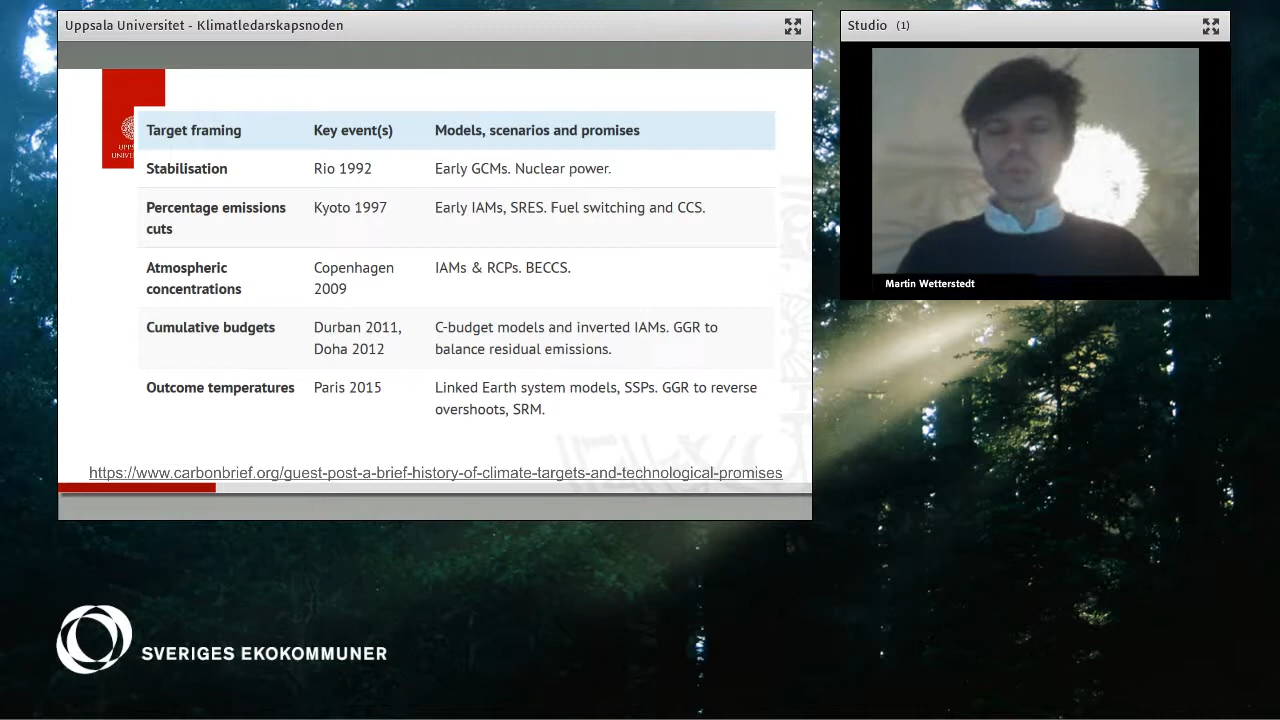 Uppsala Universitet - Klimatledarskapsnoden
Studio (1)
Target framing Key event(s) Models, scenarios and promises
Stabilisation Rio 1992 Early GCMs. Nuclear power.
Percentage emissions Kyoto 1997 Early IAMs, SRES. Fuel switching and CCS.
cuts
Atmospheric Copenhagen IAMs & RCPs. BECCS.
concentrations 2009
Cumulative budgets Durban 2011, C-budget models and inverted IAMs. GGR to
Doha 2012 balance residual emissions.
Outcome temperatures Paris 2015 Linked Earth system models, SSPs. GGR to reverse
overshoots, SRM.
https://www.carbonbrief.org/guest-post-a-brief-history-of-climate-targets-and-technological-promises
Martin Wetterstedt
SVERIGES EKOKOMMUNER